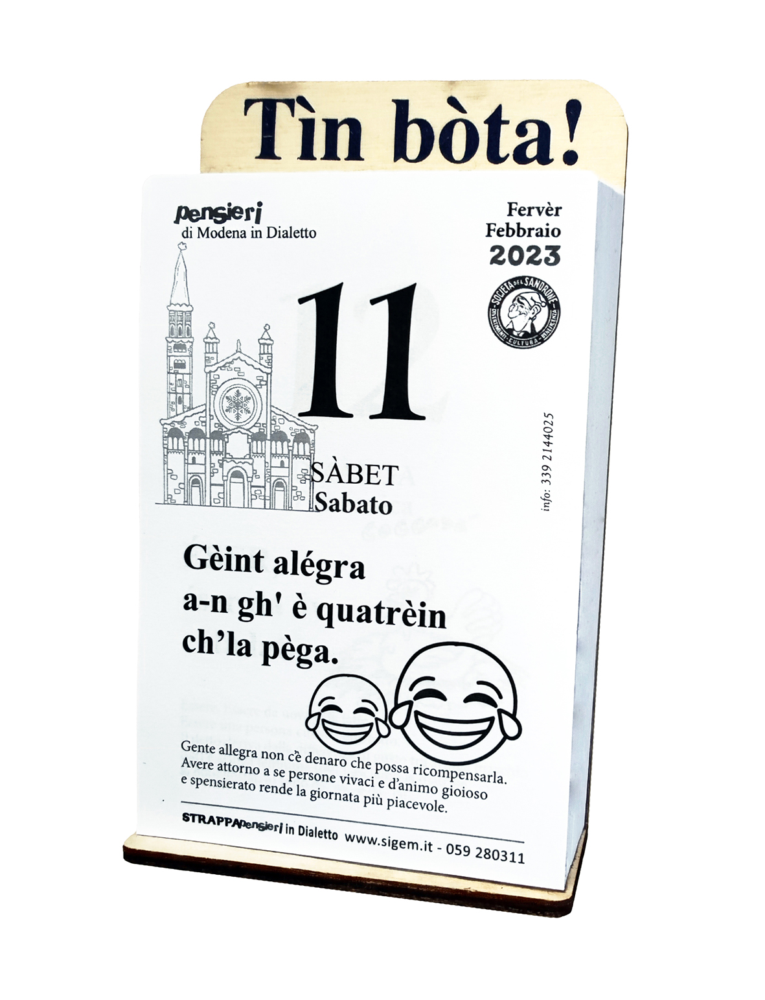 Tìn bòta!
pensieri
di Modena in Dialetto
Fervèr
Febbraio
2023
SOCIETÀ DEL SANDRONE
DIVERTIMENTI - CULTURA - DIALETTALITÀ
11
info: 339 2144025
SÀBET
Sabato
Gèint alégra
a-n gh' è quatrèin
ch’la pèga.
Gente allegra non c'è denaro che possa ricompensarla.
Avere attorno a se persone vivaci e d’animo gioioso
e spensierato rende la giornata più piacevole.
STRAPPApensieri in Dialetto www.sigem.it - 059 280311